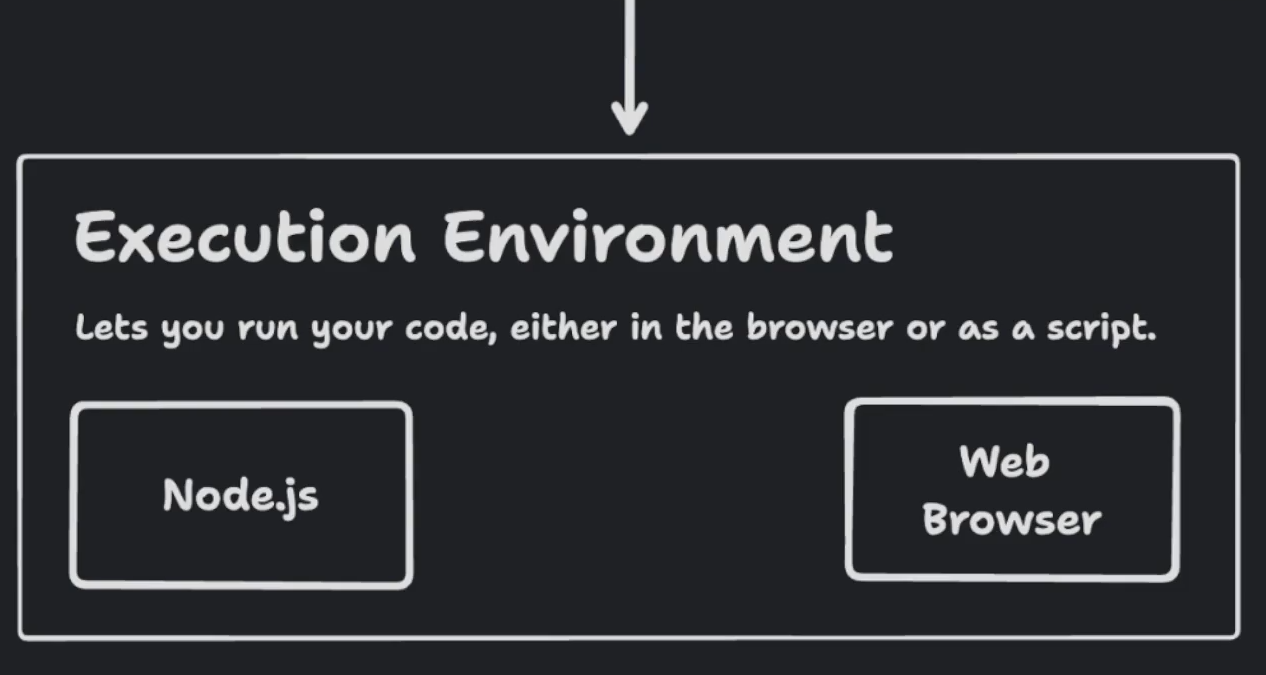 Execution Environment
Lets you run your code, either in the browser or as a script.
Node.js
Web
Browser